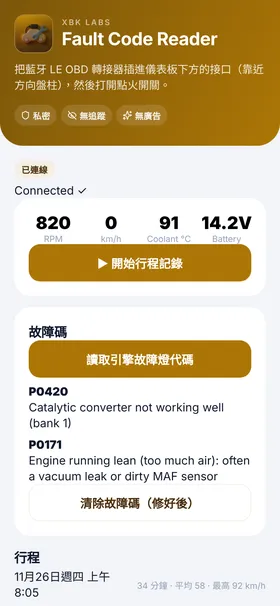 XBK LABS
Fault Code Reader
把藍牙 LE OBD 轉接器插進儀表板下方的接口（靠近
方向盤柱），然後打開點火開關。
私密
無追蹤
無廣告
已連線
Connected ✓
820 0 91 14.2V
RPM km/h Coolant °C Battery
▶ 開始行程記錄
故障碼
讀取引擎故障燈代碼
P0420
Catalytic converter not working well
(bank 1)
P0171
Engine running lean (too much air): often
a vacuum leak or dirty MAF sensor
清除故障碼（修好後）
行程
11月26日週四 上午
8:05
34 分鐘 · 平均 58 · 最高 92 km/h